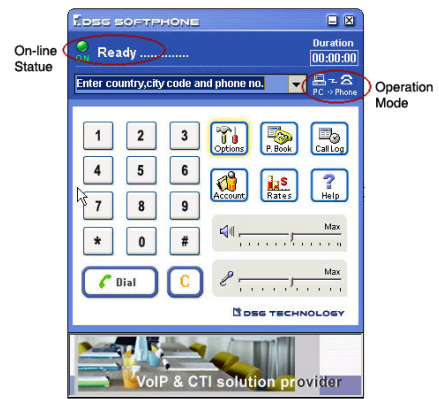 DSG SOFTPHONE
On-line
Statue
ON Ready ..............
Duration
00:00:00
Enter country,city code and phone no.
PC -> Phone
Operation
Mode
1 2 3
Options P. Book Call Log
4 5 6
7 8 9
Account Rates Help
* 0 #
Max
Dial C
Max
DSG TECHNOLOGY
VoIP & CTI solution provider